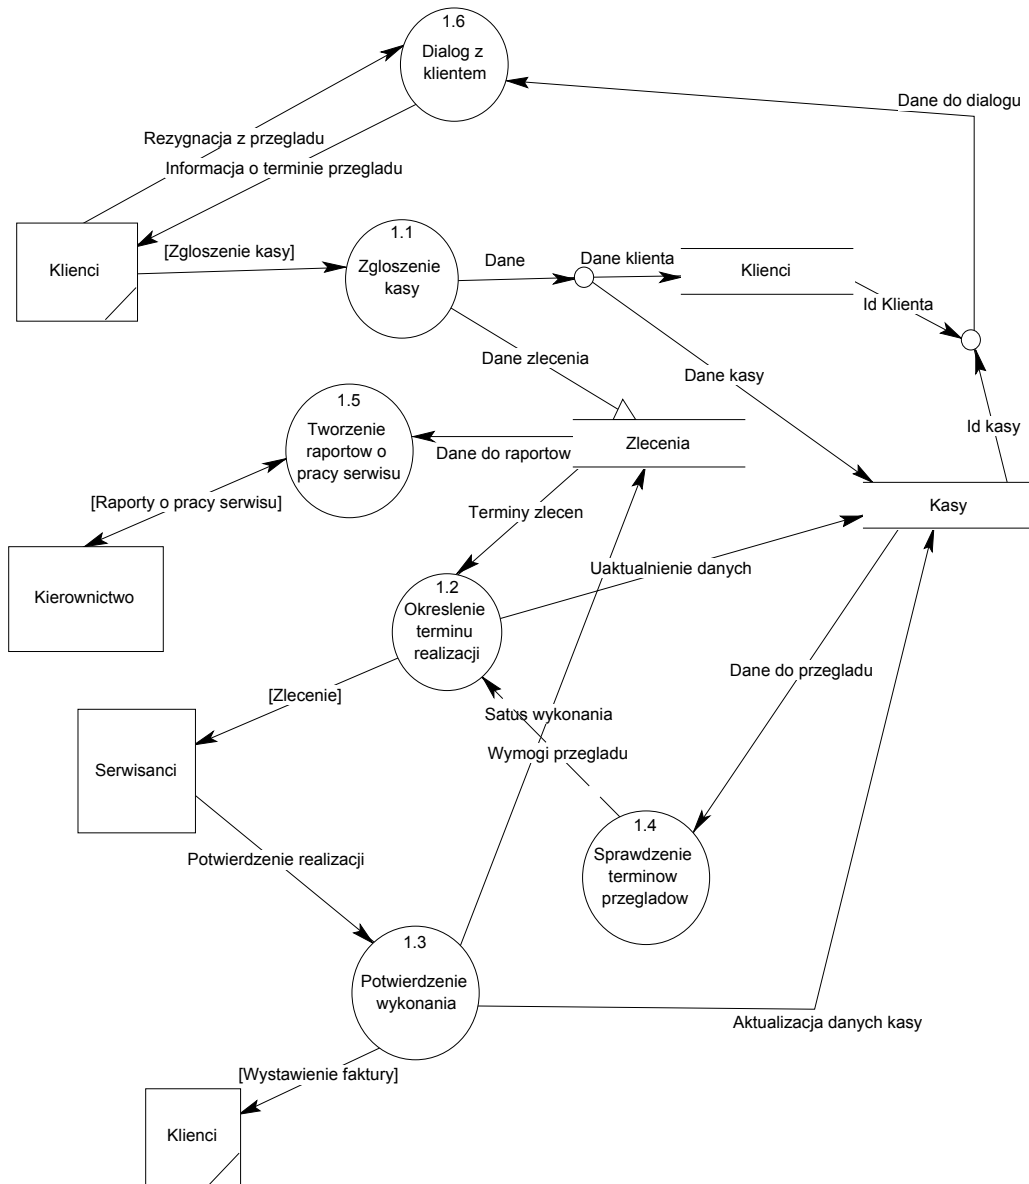 1.6
Dialog z
klientem
Dane do dialogu
Rezygnacja z przegladu
Informacja o terminie przegladu
Klienci
[Zgloszenie kasy]
1.1
Zgloszenie
kasy
Dane
Dane klienta
Klienci
Id Klienta
Dane zlecenia
Dane kasy
1.5
Tworzenie
raportow o
pracy serwisu
Dane do raportow
Zlecenia
Id kasy
[Raporty o pracy serwisu]
Terminy zlecen
Kasy
Kierownictwo
1.2
Okreslenie
terminu
realizacji
Uaktualnienie danych
[Zlecenie]
Dane do przegladu
Satus wykonania
Wymogi przegladu
Serwisanci
1.4
Sprawdzenie
terminow
przegladow
Potwierdzenie realizacji
1.3
Potwierdzenie
wykonania
Aktualizacja danych kasy
[Wystawienie faktury]
Klienci